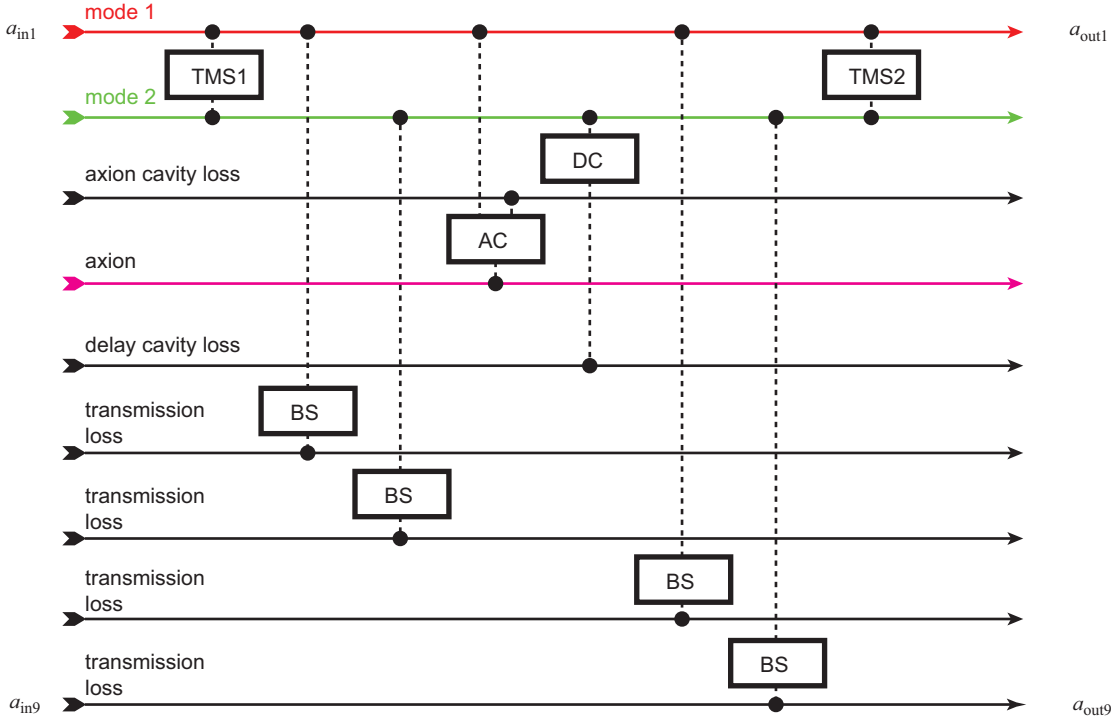 mode 1
a_in1
a_out1
TMS1
TMS2
mode 2
DC
axion cavity loss
AC
axion
delay cavity loss
transmission
loss
BS
transmission
loss
BS
transmission
loss
BS
transmission
loss
BS
a_in9
a_out9